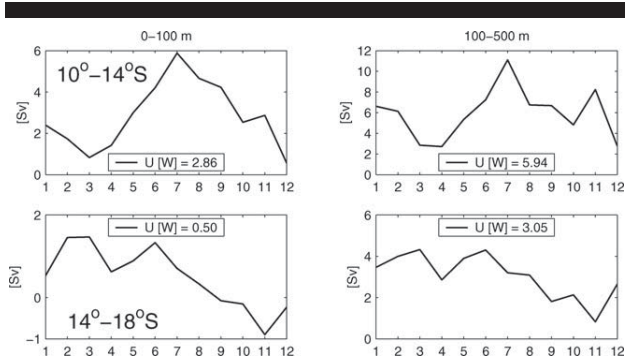 0–100 m
100–500 m
10°–14°S
[Sv]
6
4
2
0
U [W] = 2.86
1 2 3 4 5 6 7 8 9 10 11 12
[Sv]
12
10
8
6
4
2
0
U [W] = 5.94
1 2 3 4 5 6 7 8 9 10 11 12
[Sv]
2
1
0
−1
U [W] = 0.50
14°–18°S
1 2 3 4 5 6 7 8 9 10 11 12
[Sv]
6
4
2
0
U [W] = 3.05
1 2 3 4 5 6 7 8 9 10 11 12